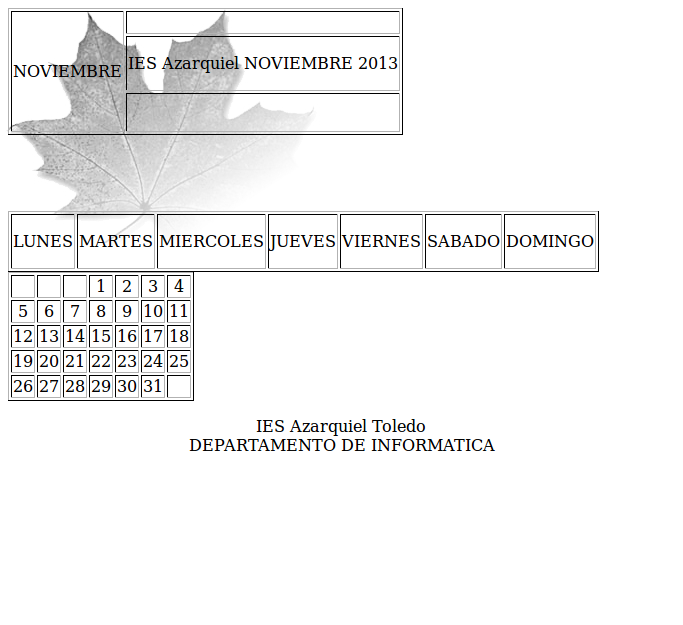 NOVIEMBRE
IES Azarquiel NOVIEMBRE 2013
LUNES MARTES MIERCOLES JUEVES VIERNES SABADO DOMINGO
1 2 3 4
5 6 7 8 9 10 11
12 13 14 15 16 17 18
19 20 21 22 23 24 25
26 27 28 29 30 31
IES Azarquiel Toledo
DEPARTAMENTO DE INFORMATICA